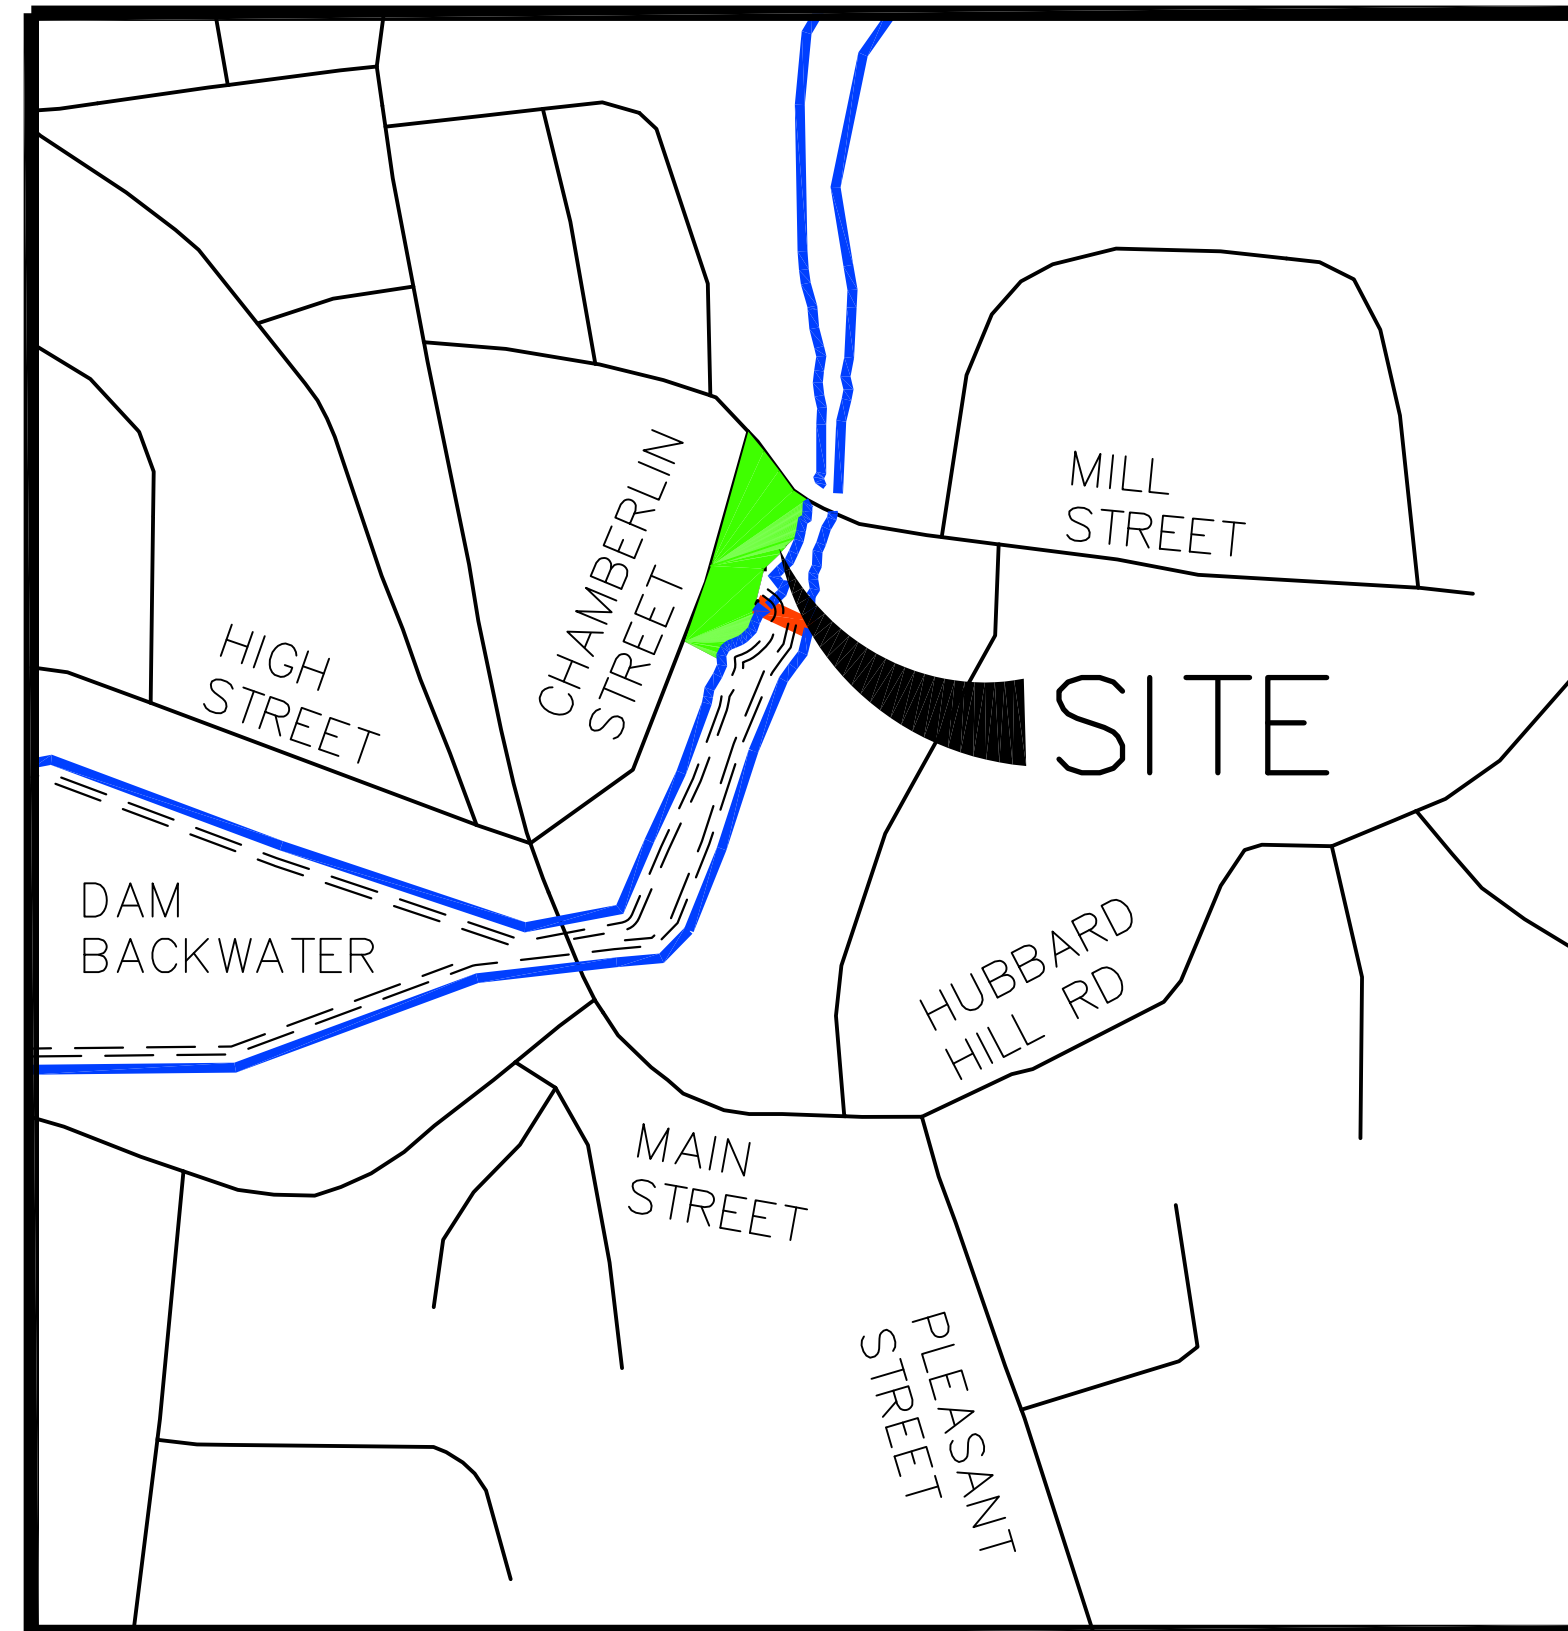 CHAMBERLIN
STREET
MILL
STREET
HIGH
STREET
SITE
DAM
BACKWATER
HUBBARD
HILL RD
MAIN
STREET
PLEASANT
STREET